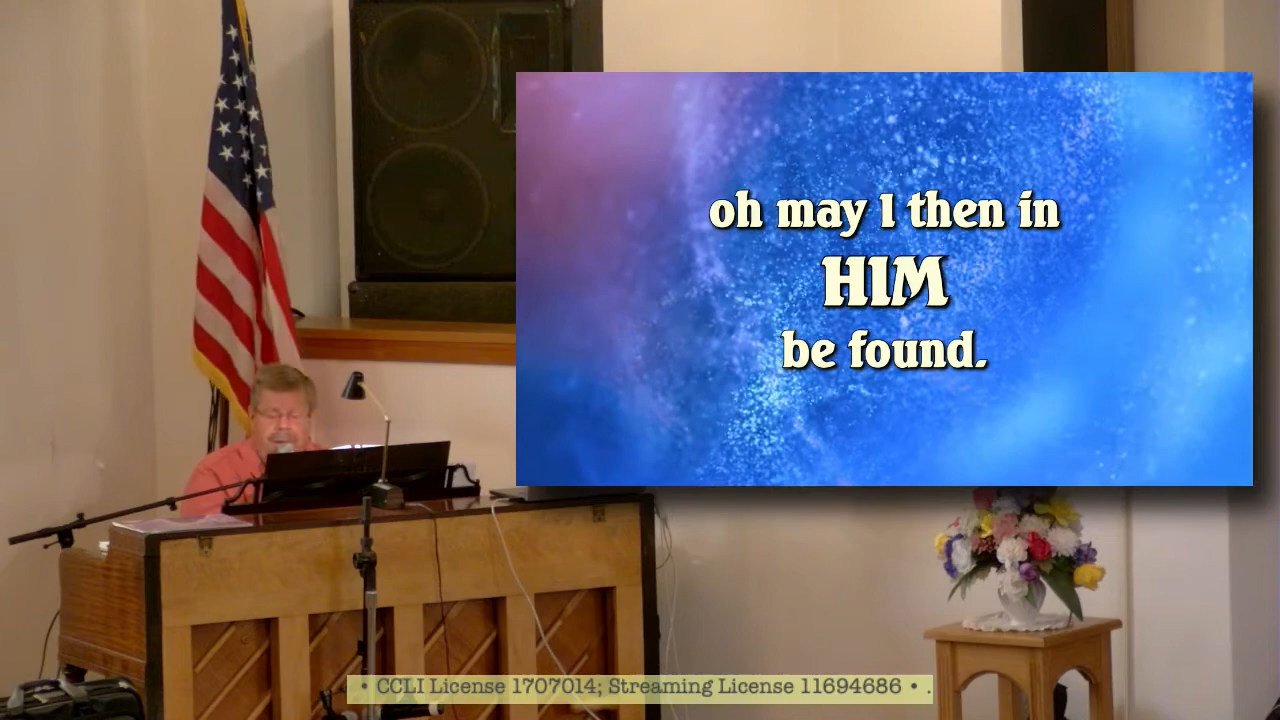 oh may I then in
HIM
be found.
• CCLI License 1707014; Streaming License 11694686 • .